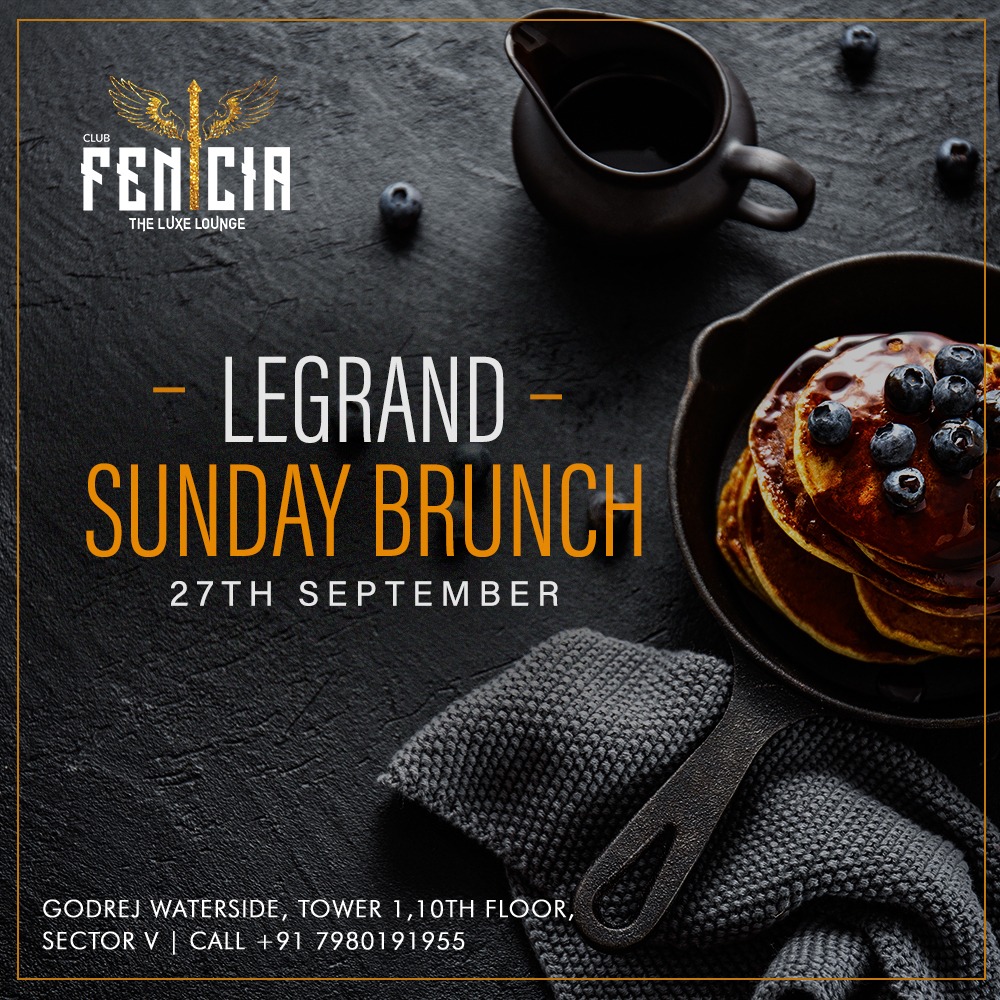 CLUB
FENICIA
THE LUXE LOUNGE
– LEGRAND –
SUNDAY BRUNCH
27TH SEPTEMBER
GODREJ WATERSIDE, TOWER 1,10TH FLOOR,
SECTOR V | CALL +91 7980191955